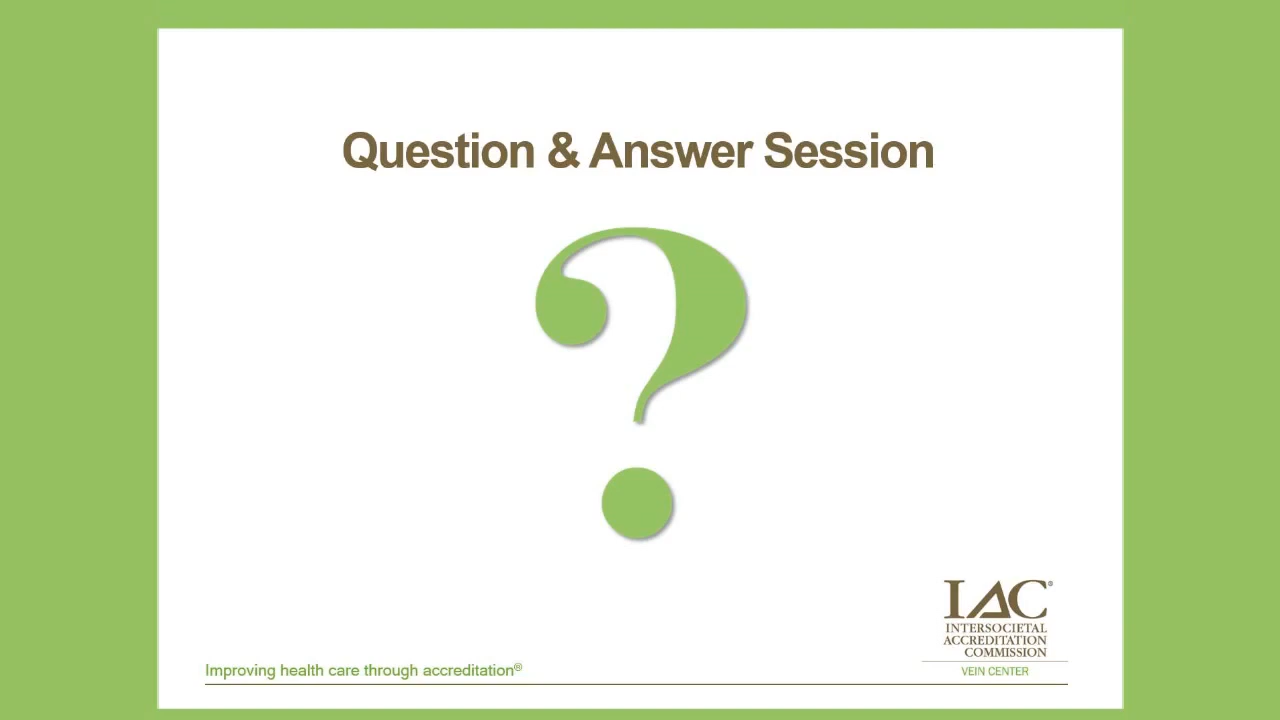 Question & Answer Session
?
IAC®
INTERSOCIETAL
ACCREDITATION
COMMISSION
VEIN CENTER
Improving health care through accreditation®